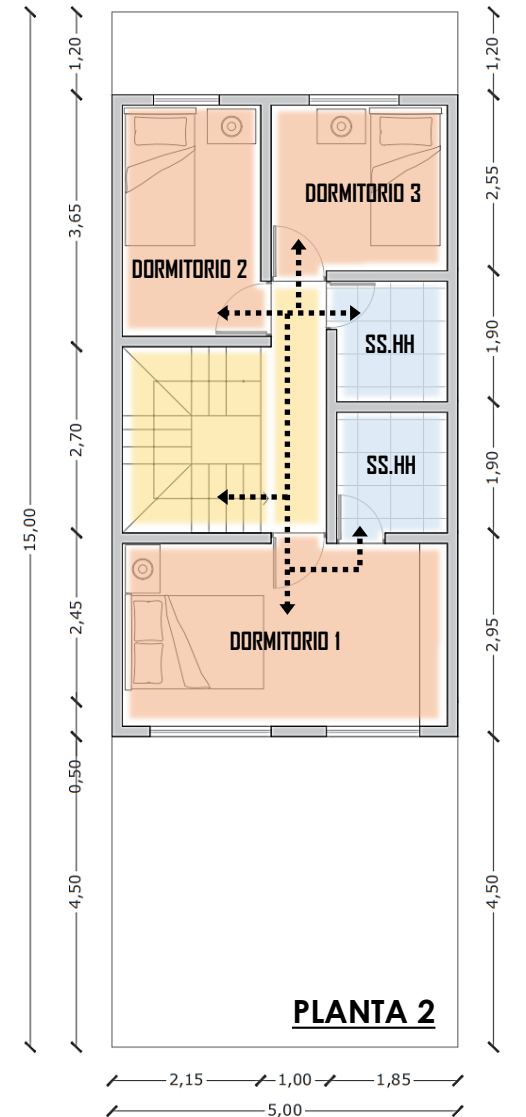 1,20
1,20
3,65
2,55
DORMITORIO 3
DORMITORIO 2
SS.HH
1,90
2,70
SS.HH
1,90
15,00
2,45
DORMITORIO 1
2,95
0,50
4,50
4,50
PLANTA 2
2,15
1,00
1,85
5,00